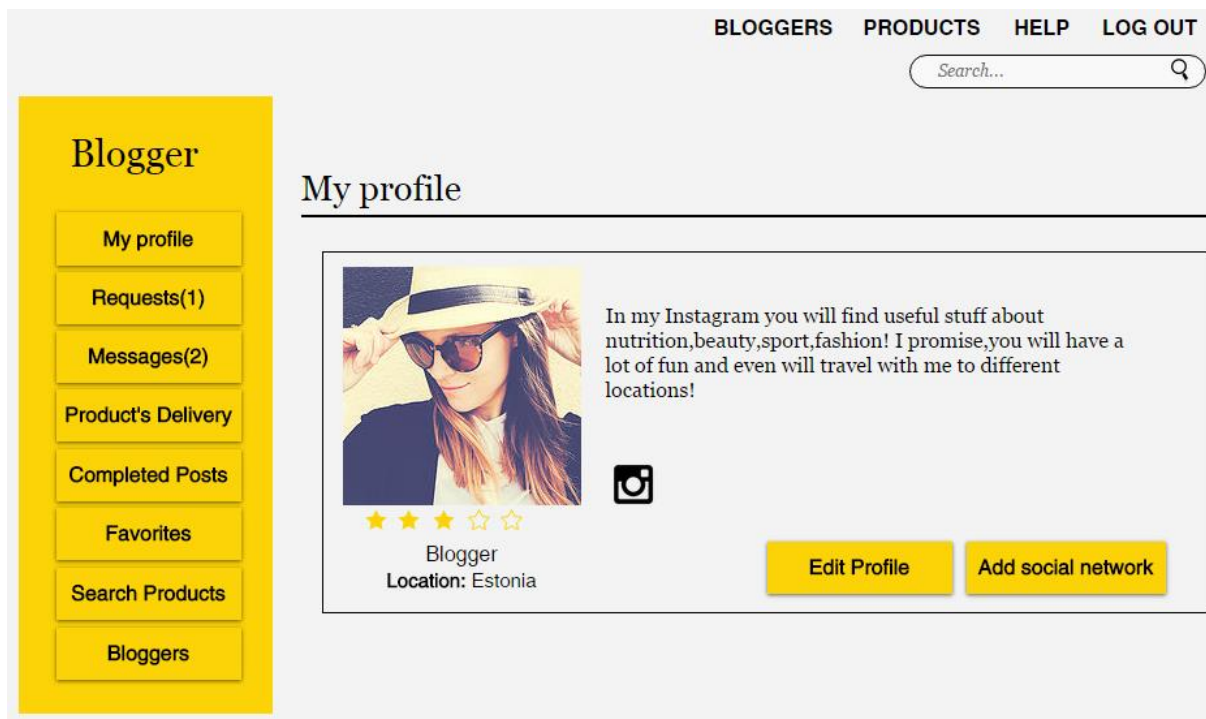 BLOGGERS PRODUCTS HELP LOG OUT
Search...
Blogger
My profile
Requests(1)
Messages(2)
Product's Delivery
Completed Posts
Favorites
Search Products
Bloggers
My profile
In my Instagram you will find useful stuff about
nutrition,beauty,sport,fashion! I promise,you will have a
lot of fun and even will travel with me to different
locations!
Blogger
Location: Estonia
Edit Profile Add social network